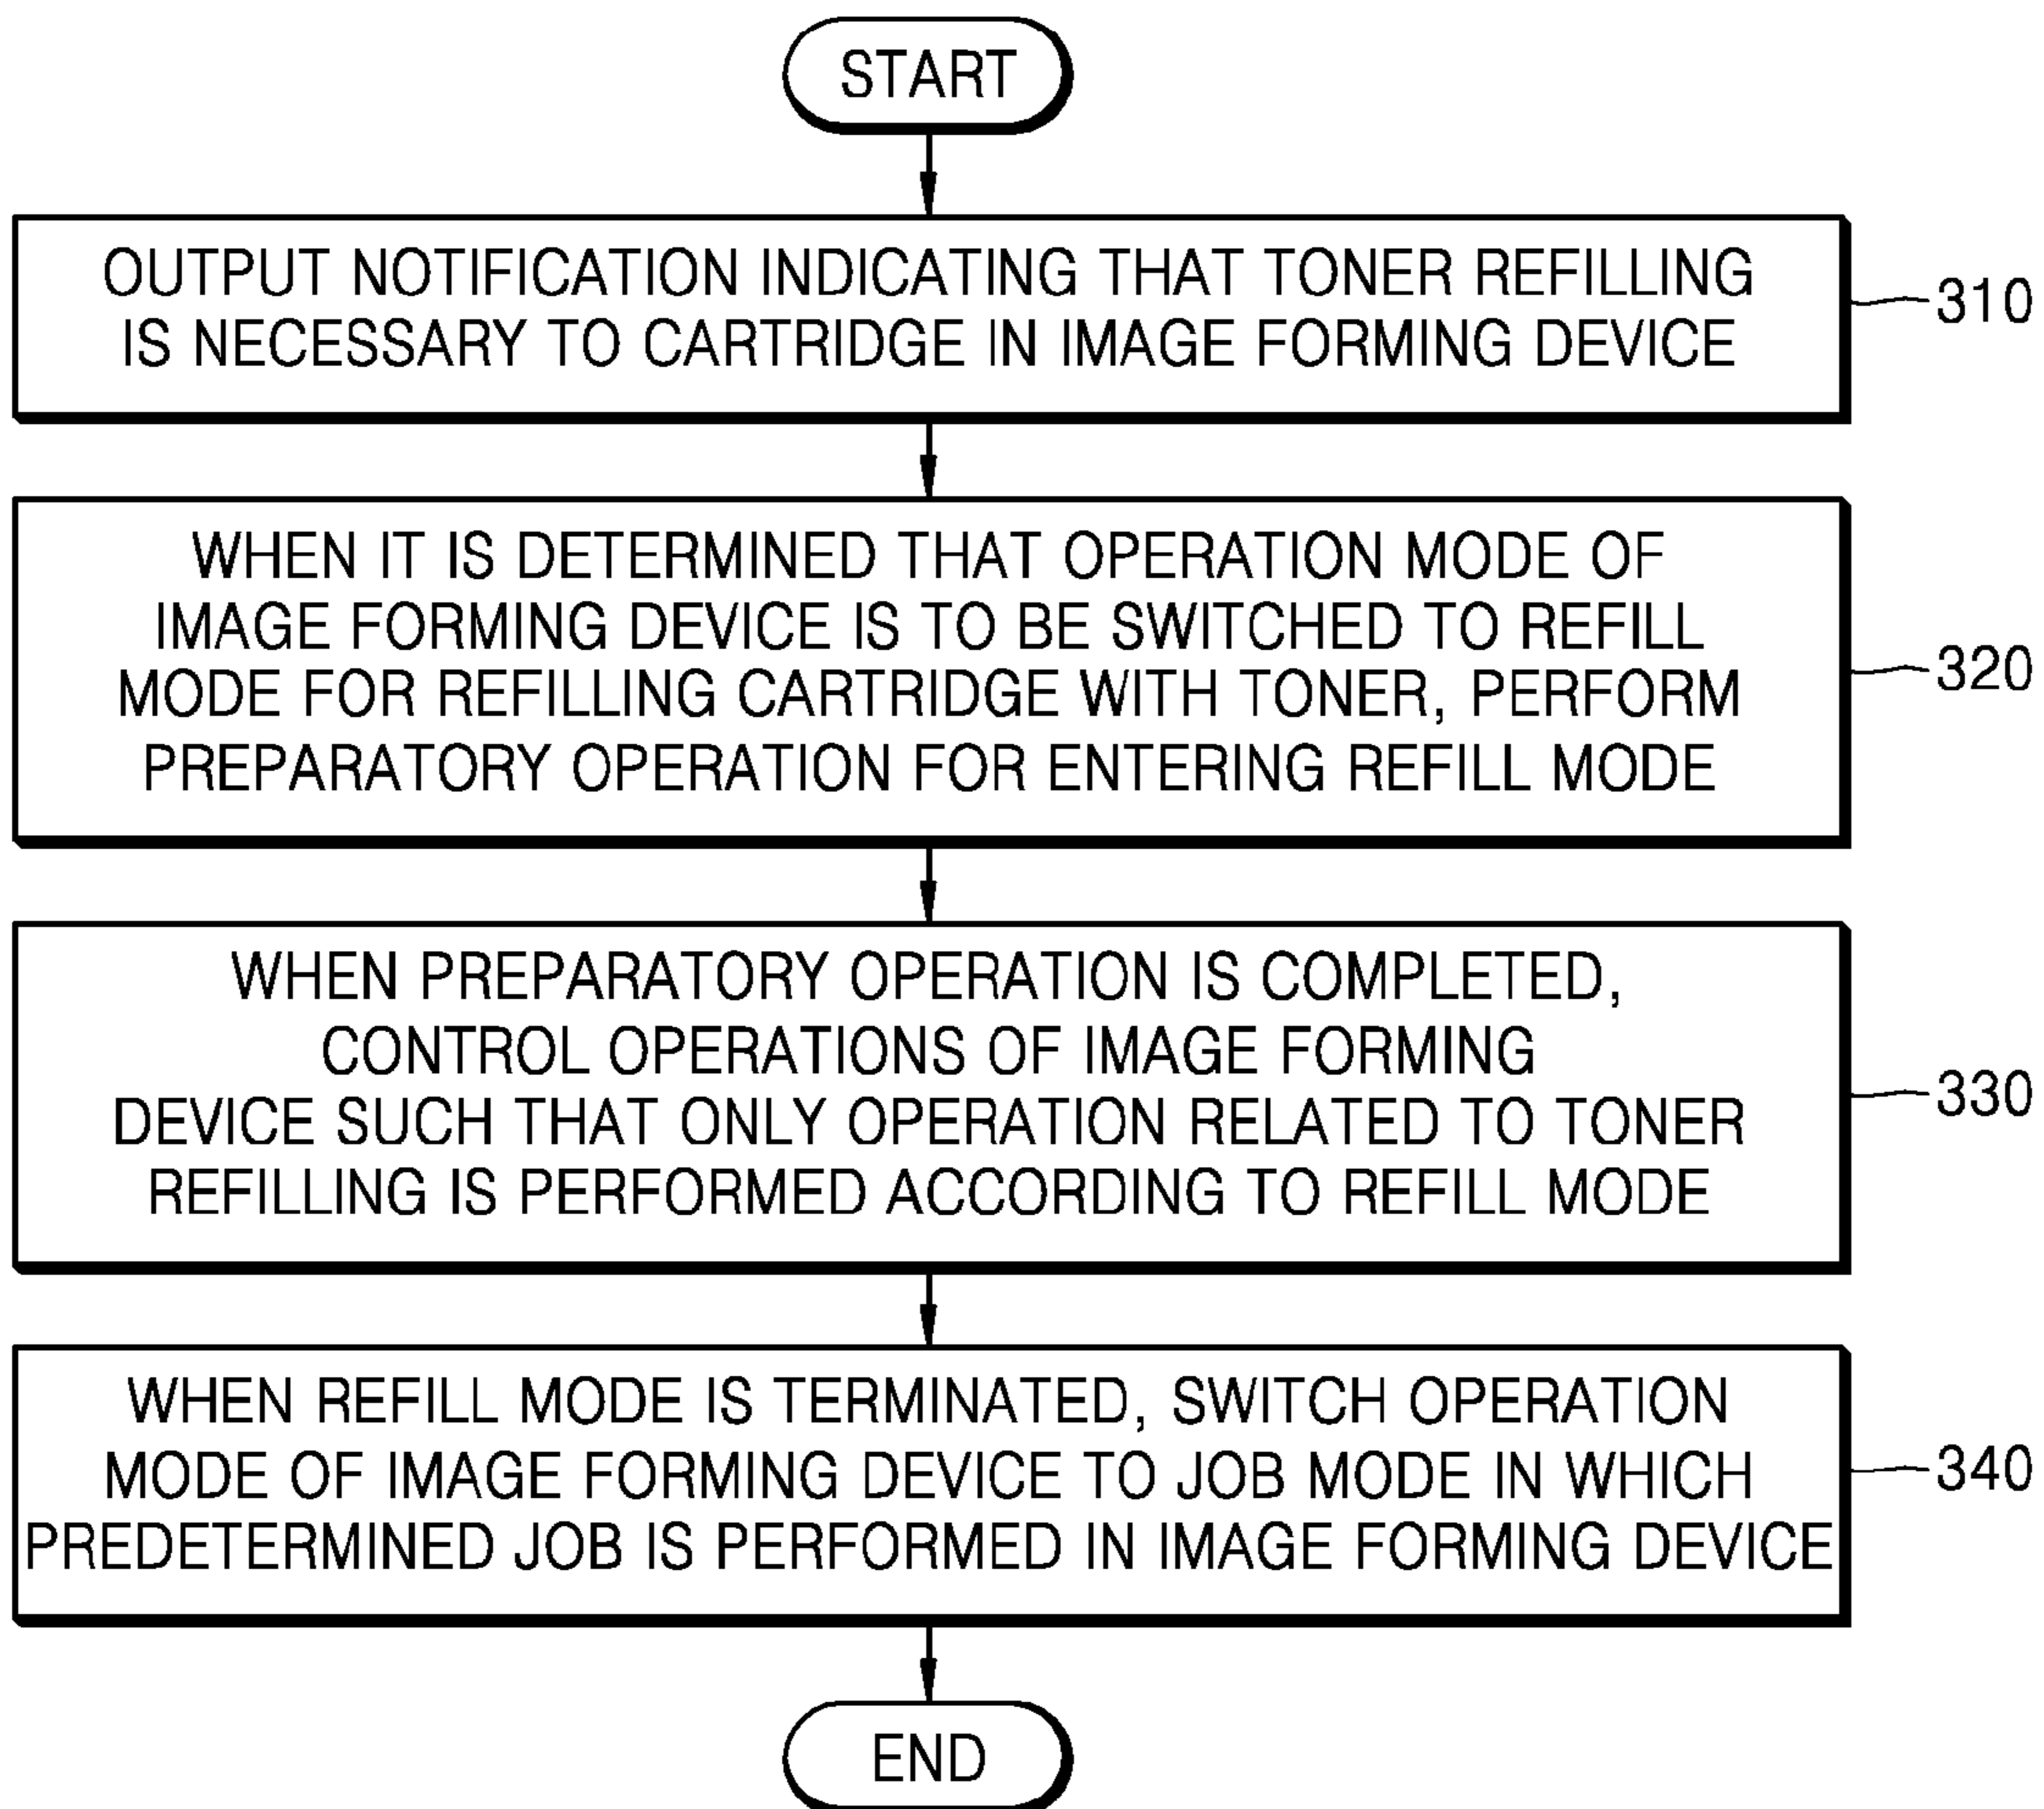 START
OUTPUT NOTIFICATION INDICATING THAT TONER REFILLING
IS NECESSARY TO CARTRIDGE IN IMAGE FORMING DEVICE
310
WHEN IT IS DETERMINED THAT OPERATION MODE OF
IMAGE FORMING DEVICE IS TO BE SWITCHED TO REFILL
MODE FOR REFILLING CARTRIDGE WITH TONER, PERFORM
PREPARATORY OPERATION FOR ENTERING REFILL MODE
320
WHEN PREPARATORY OPERATION IS COMPLETED,
CONTROL OPERATIONS OF IMAGE FORMING
DEVICE SUCH THAT ONLY OPERATION RELATED TO TONER
REFILLING IS PERFORMED ACCORDING TO REFILL MODE
330
WHEN REFILL MODE IS TERMINATED, SWITCH OPERATION
MODE OF IMAGE FORMING DEVICE TO JOB MODE IN WHICH
PREDETERMINED JOB IS PERFORMED IN IMAGE FORMING DEVICE
340
END